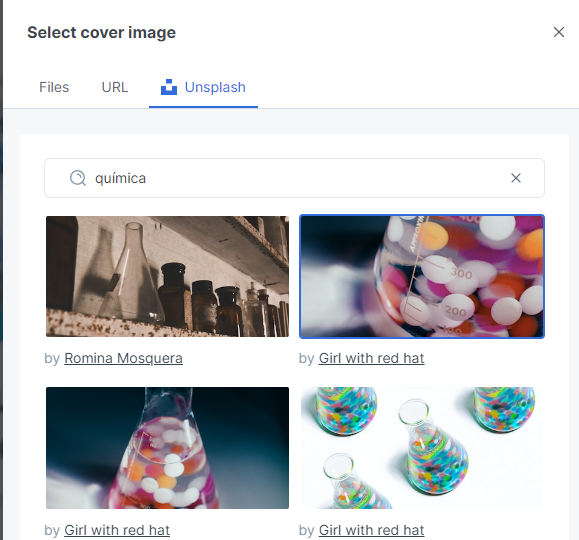 Select cover image
Files URL Unsplash
química
APPROX
300
200
by Romina Mosquera
by Girl with red hat
by Girl with red hat
by Girl with red hat